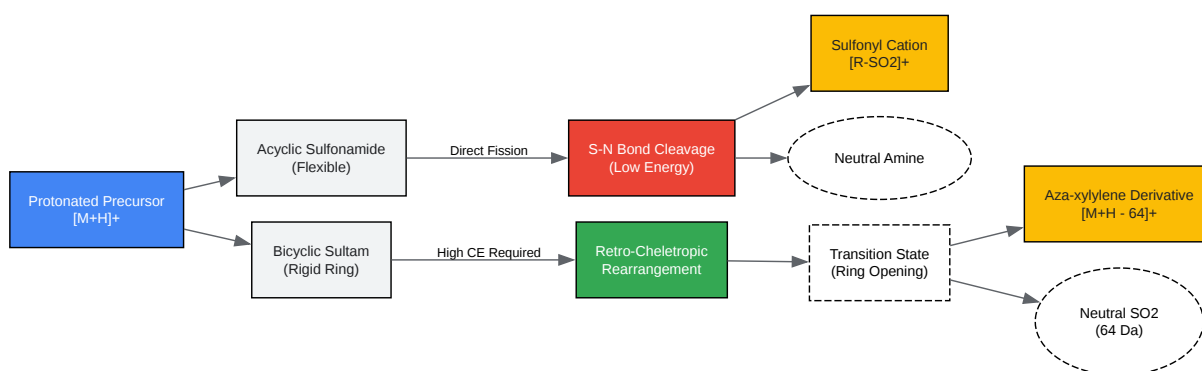 Sulfonyl Cation
[R-SO2]+
Acyclic Sulfonamide
(Flexible)
Direct Fission
S-N Bond Cleavage
(Low Energy)
Neutral Amine
Protonated Precursor
[M+H]+
Aza-xylylene Derivative
[M+H - 64]+
Bicyclic Sultam
(Rigid Ring)
High CE Required
Retro-Cheletropic
Rearrangement
Transition State
(Ring Opening)
Neutral SO2
(64 Da)